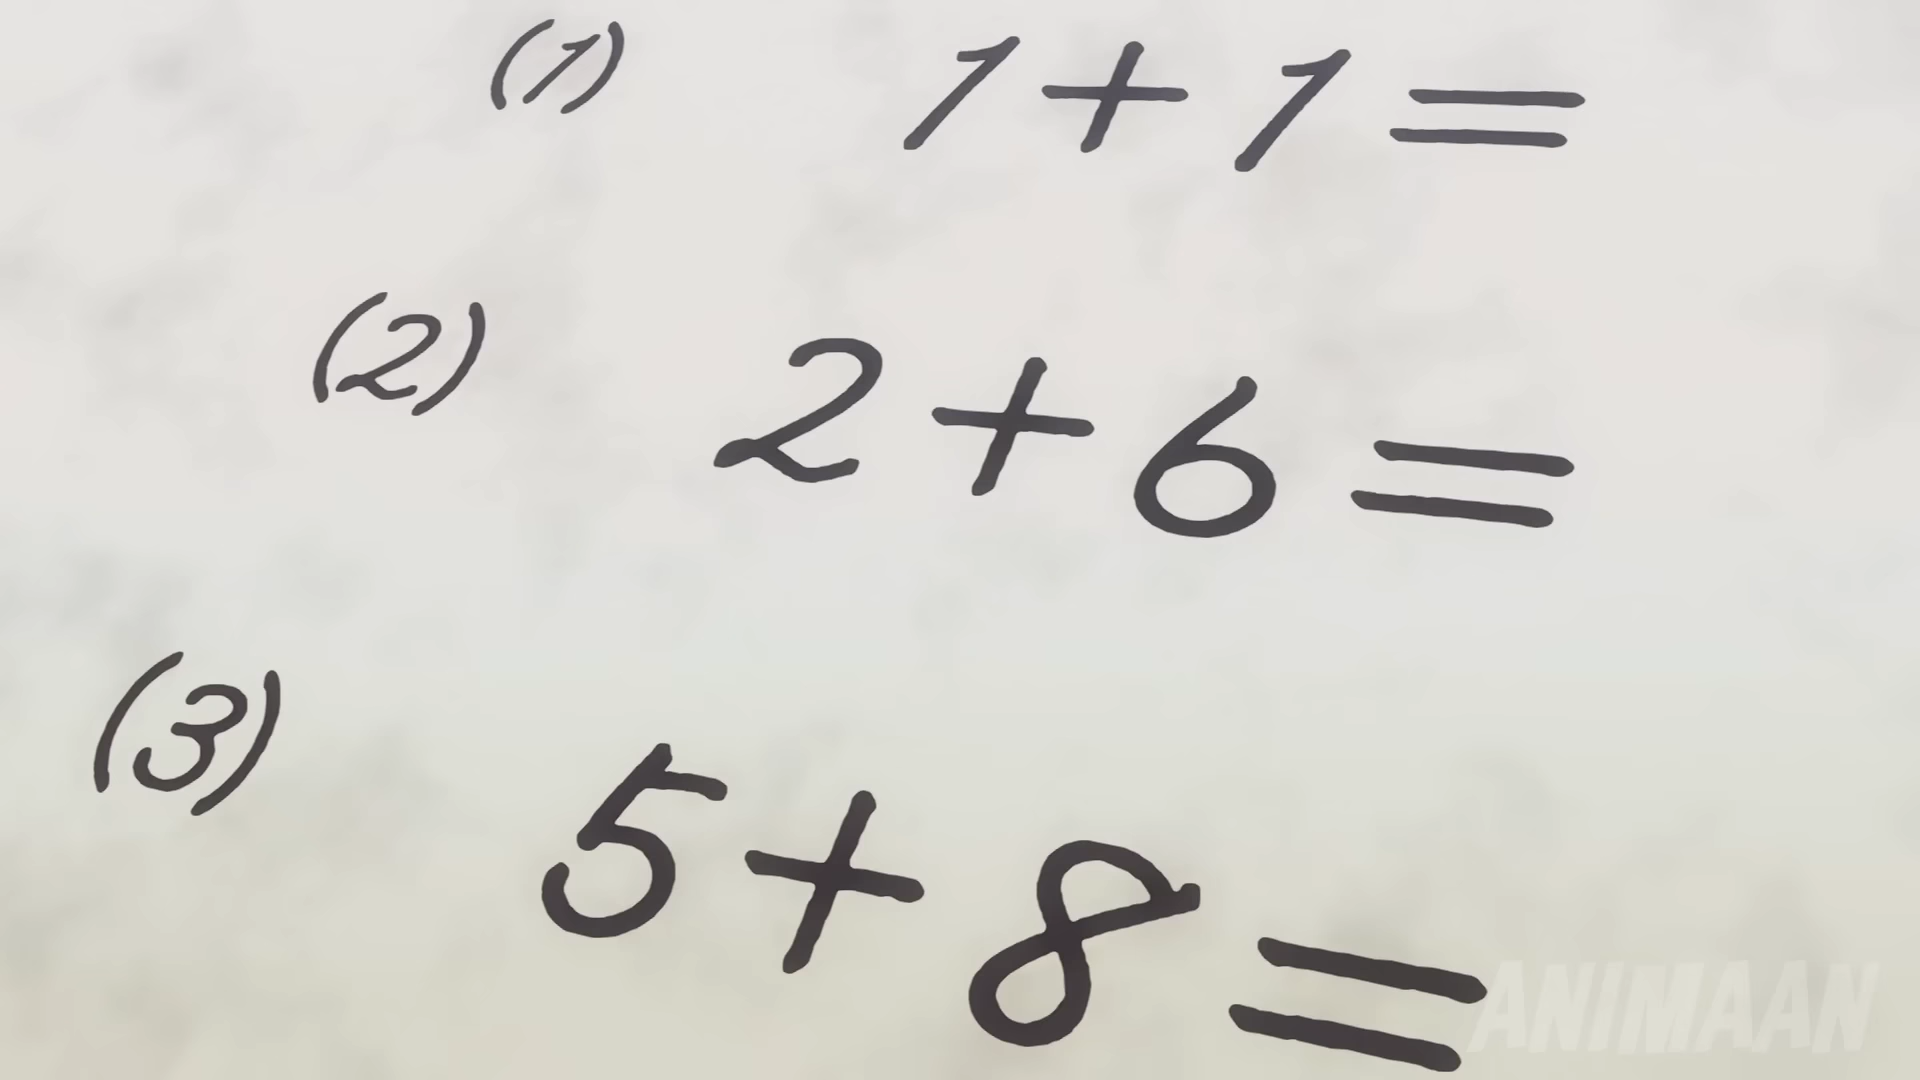 (1) 1+1=
(2) 2+6=
(3) 5+8=
ANIMAAN